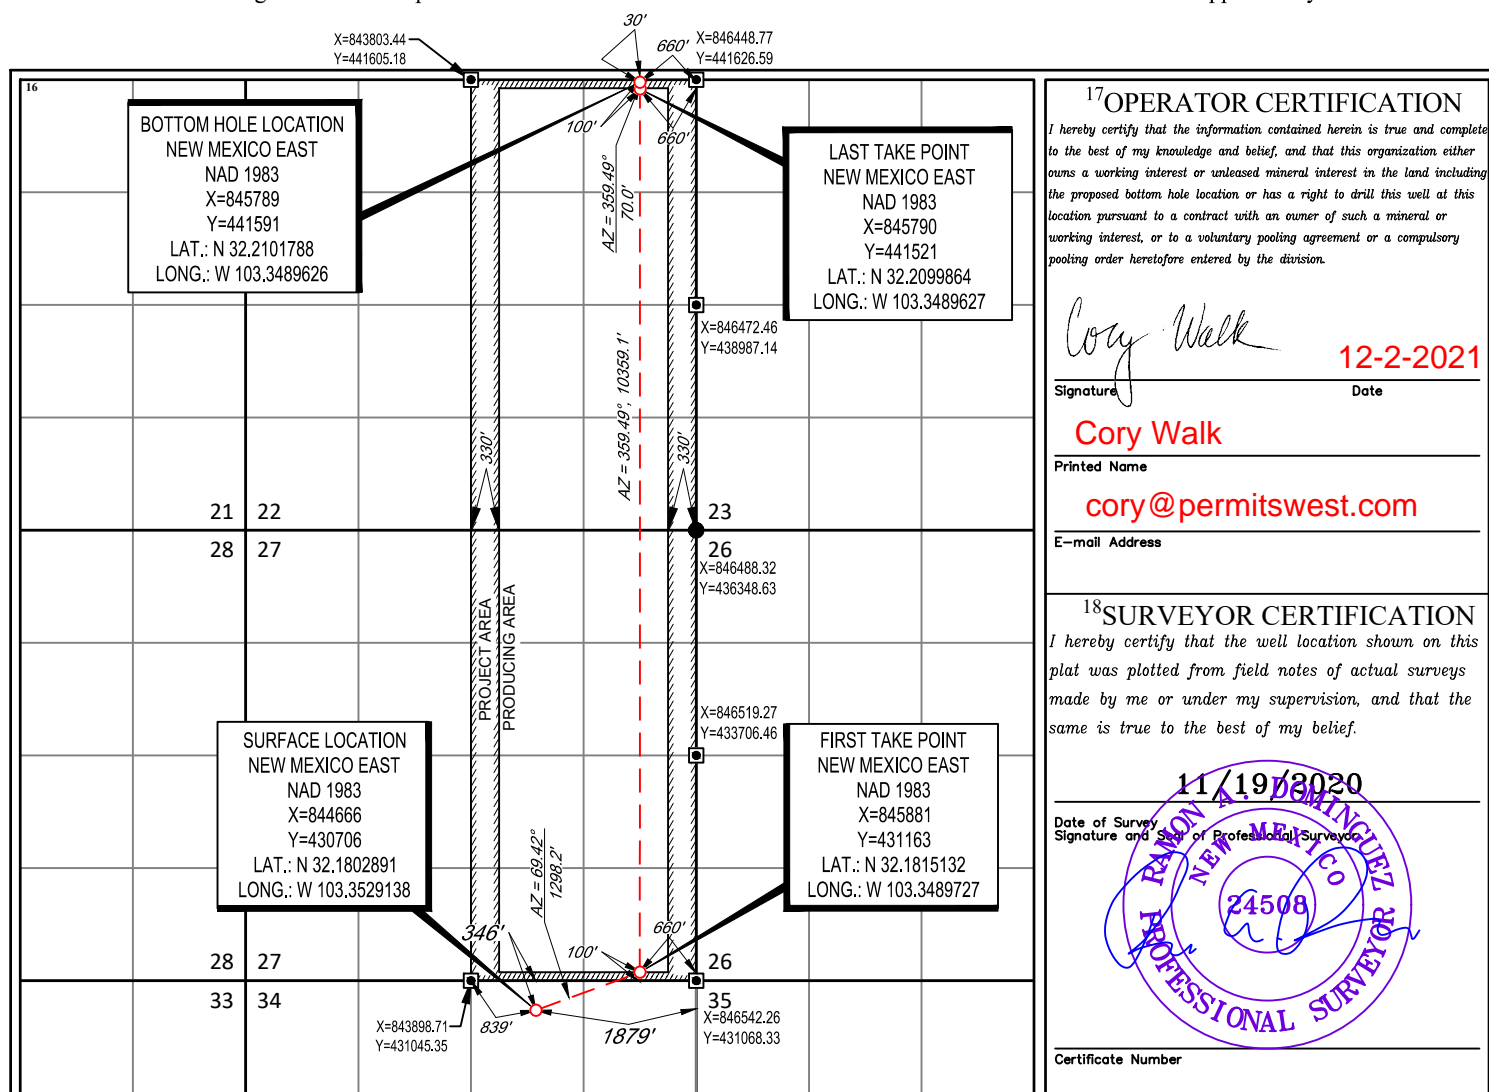 30'
X=843803.44
Y=441605.18
660'
X=846448.77
Y=441626.59
16
BOTTOM HOLE LOCATION
NEW MEXICO EAST
NAD 1983
X=845789
Y=441591
LAT.: N 32.2101788
LONG.: W 103.3489626
100'
660'
AZ = 359.49°
70.0'
LAST TAKE POINT
NEW MEXICO EAST
NAD 1983
X=845790
Y=441521
LAT.: N 32.2099864
LONG.: W 103.3489627
X=846472.46
Y=438987.14
AZ = 359.49°, 10359.1'
330'
330'
21 22
23
28 27
26
X=846488.32
Y=436348.63
PROJECT AREA
PRODUCING AREA
X=846519.27
Y=433706.46
SURFACE LOCATION
NEW MEXICO EAST
NAD 1983
X=844666
Y=430706
LAT.: N 32.1802891
LONG.: W 103.3529138
FIRST TAKE POINT
NEW MEXICO EAST
NAD 1983
X=845881
Y=431163
LAT.: N 32.1815132
LONG.: W 103.3489727
AZ = 69.42°
1298.2'
346'
100'
660'
28 27
26
33 34
35
X=843898.71
Y=431045.35
839'
1879'
X=846542.26
Y=431068.33
17 OPERATOR CERTIFICATION
I hereby certify that the information contained herein is true and complete
to the best of my knowledge and belief, and that this organization either
owns a working interest or unleased mineral interest in the land including
the proposed bottom hole location or has a right to drill this well at this
location pursuant to a contract with an owner of such a mineral or
working interest, or to a voluntary pooling agreement or a compulsory
pooling order heretofore entered by the division.
Cory Walk
12-2-2021
Signature Date
Cory Walk
Printed Name
cory@permitswest.com
E-mail Address
18 SURVEYOR CERTIFICATION
I hereby certify that the well location shown on this
plat was plotted from field notes of actual surveys
made by me or under my supervision, and that the
same is true to the best of my belief.
11/19/2020
Date of Survey
Signature and Seal of Professional Surveyor
RAMON A. DOMINGUEZ
NEW MEXICO
24508
PROFESSIONAL SURVEYOR
Certificate Number